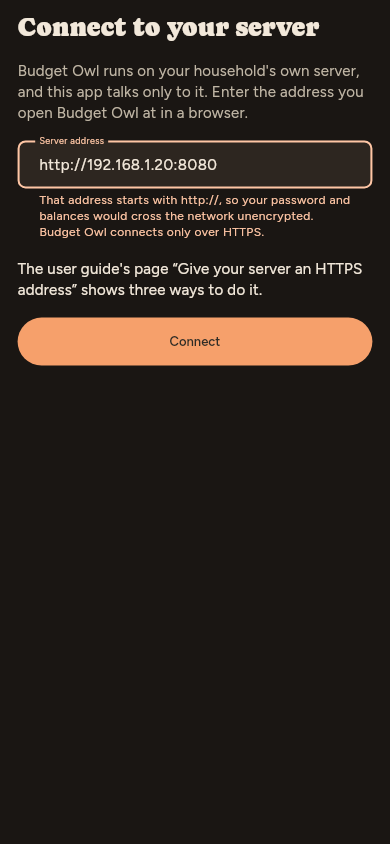 Connect to your server
Budget Owl runs on your household's own server,
and this app talks only to it. Enter the address you
open Budget Owl at in a browser.
Server address
http://192.168.1.20:8080
That address starts with http://, so your password and
balances would cross the network unencrypted.
Budget Owl connects only over HTTPS.
The user guide's page “Give your server an HTTPS
address” shows three ways to do it.
Connect